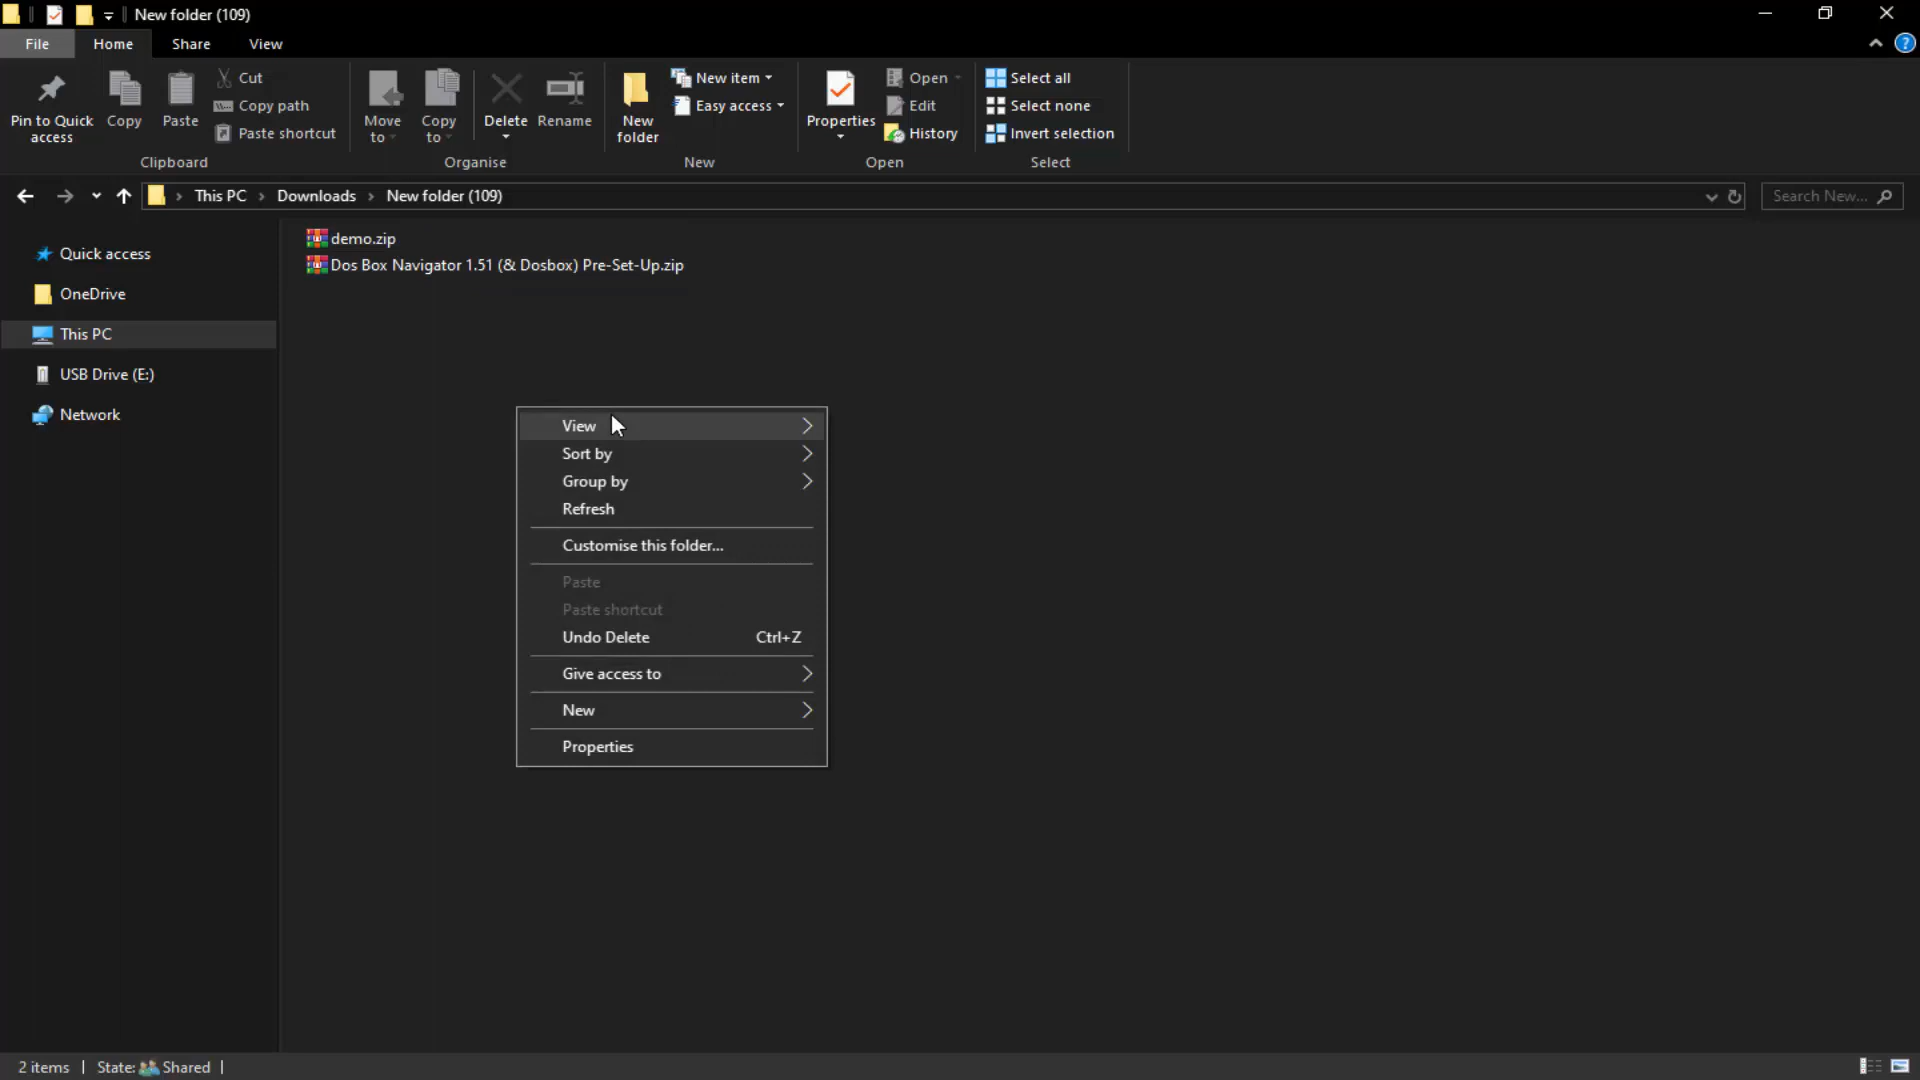 New folder (109)
File Home Share View
Pin to Quick access
Copy
Paste
Cut
Copy path
Paste shortcut
Clipboard
Move to
Copy to
Delete
Rename
Organise
New folder
New item
Easy access
New
Properties
Open
Edit
History
Open
Select all
Select none
Invert selection
Select
This PC > Downloads > New folder (109)
Search New...
Quick access
OneDrive
This PC
USB Drive (E:)
Network
demo.zip
Dos Box Navigator 1.51 (& Dosbox) Pre-Set-Up.zip
View
Sort by
Group by
Refresh
Customise this folder...
Paste
Paste shortcut
Undo Delete Ctrl+Z
Give access to
New
Properties
2 items | State: Shared |